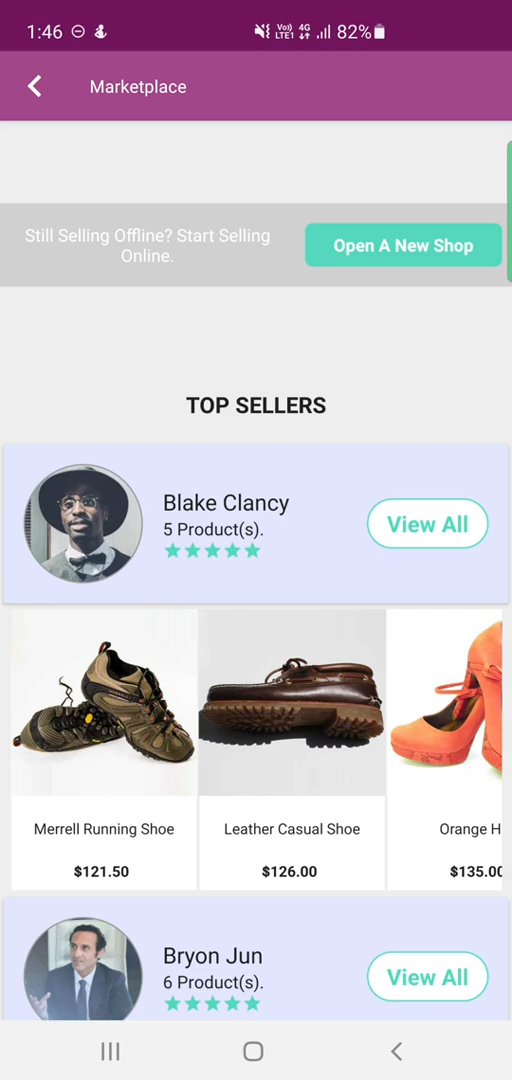 1:46
Vo)) 4G
LTE1
82%
Marketplace
Still Selling Offline? Start Selling
Online.
Open A New Shop
TOP SELLERS
Blake Clancy
5 Product(s).
View All
Merrell Running Shoe
Leather Casual Shoe
Orange H
$121.50
$126.00
$135.00
Bryon Jun
6 Product(s).
View All